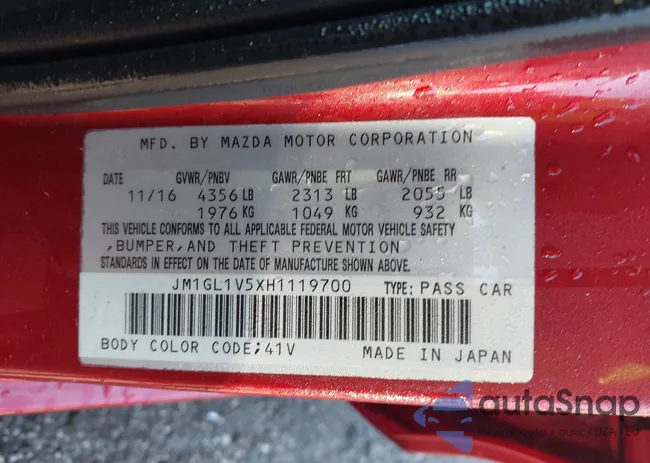 MFD. BY MAZDA MOTOR CORPORATION
DATE GVWR/PNBV GAWR/PNBE FRT GAWR/PNBE RR
11/16 4356 LB 2313 LB 2055 LB
1976 KG 1049 KG 932 KG
THIS VEHICLE CONFORMS TO ALL APPLICABLE FEDERAL MOTOR VEHICLE SAFETY
,BUMPER,AND THEFT PREVENTION
STANDARDS IN EFFECT ON THE DATE OF MANUFACTURE SHOWN ABOVE.
JM1GL1V5XH1119700 TYPE: PASS CAR
BODY COLOR CODE;41V MADE IN JAPAN
autoSnap